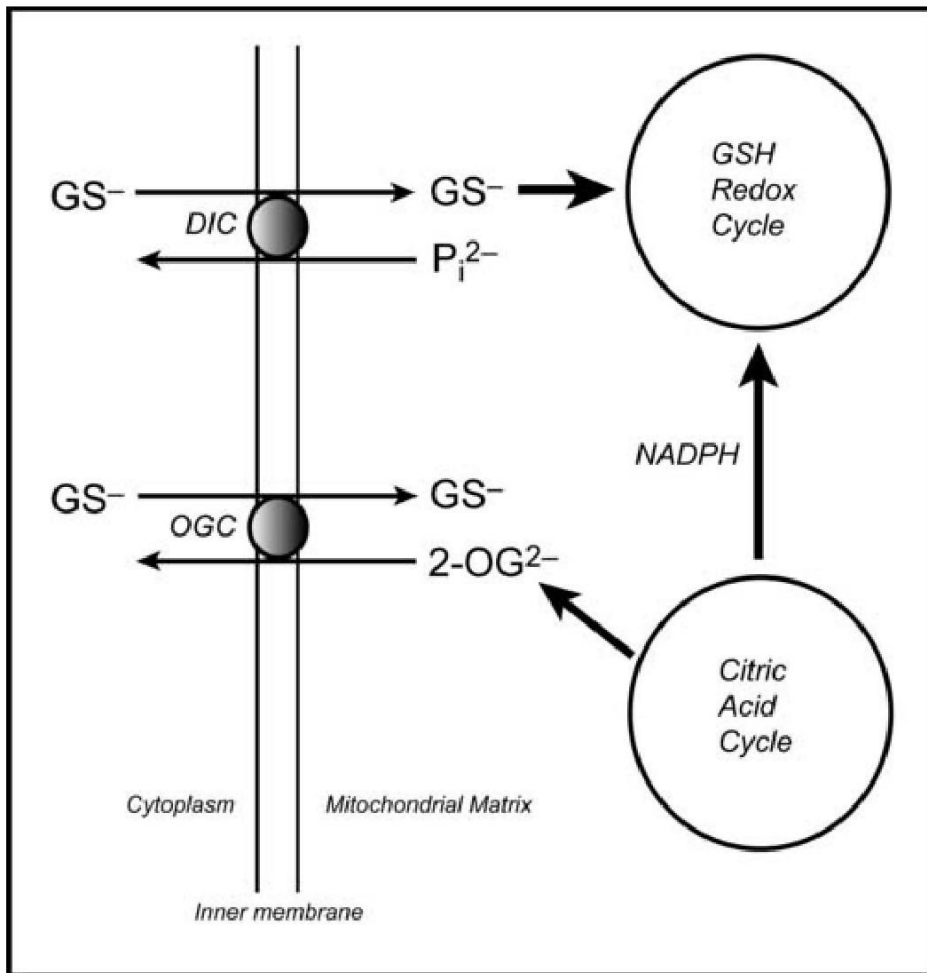 GS⁻
DIC
GS⁻
Pᵢ²⁻
GSH
Redox
Cycle
NADPH
GS⁻
OGC
GS⁻
2-OG²⁻
Citric
Acid
Cycle
Cytoplasm
Mitochondrial Matrix
Inner membrane